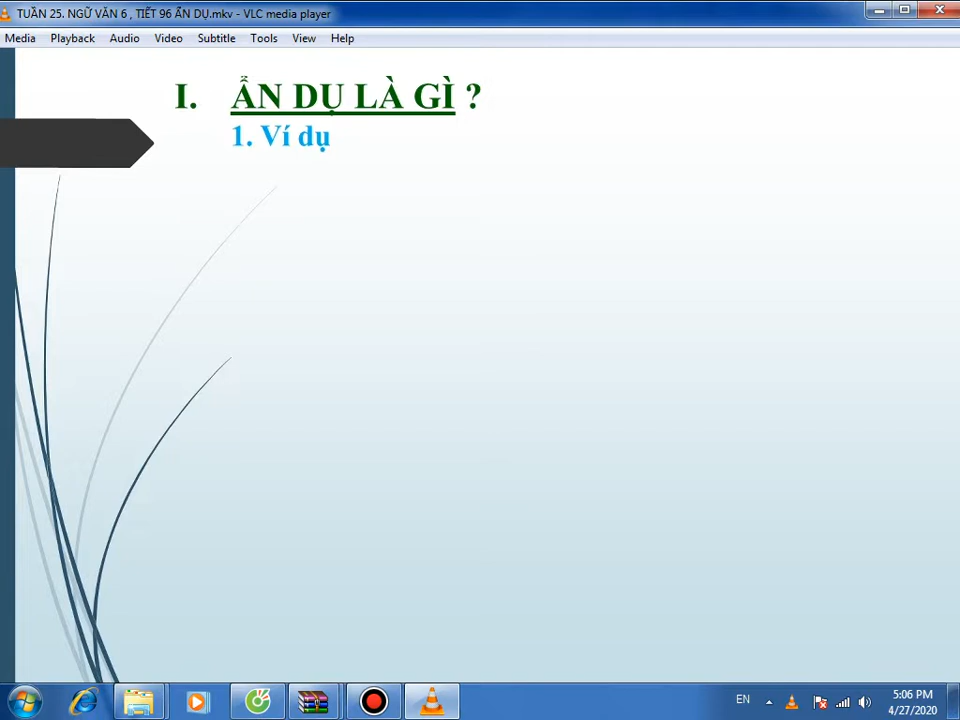 TUẦN 25. NGỮ VĂN 6 , TIẾT 96 ẨN DỤ.mkv - VLC media player
Media Playback Audio Video Subtitle Tools View Help
I. ẨN DỤ LÀ GÌ ?
1. Ví dụ
EN
5:06 PM
4/27/2020